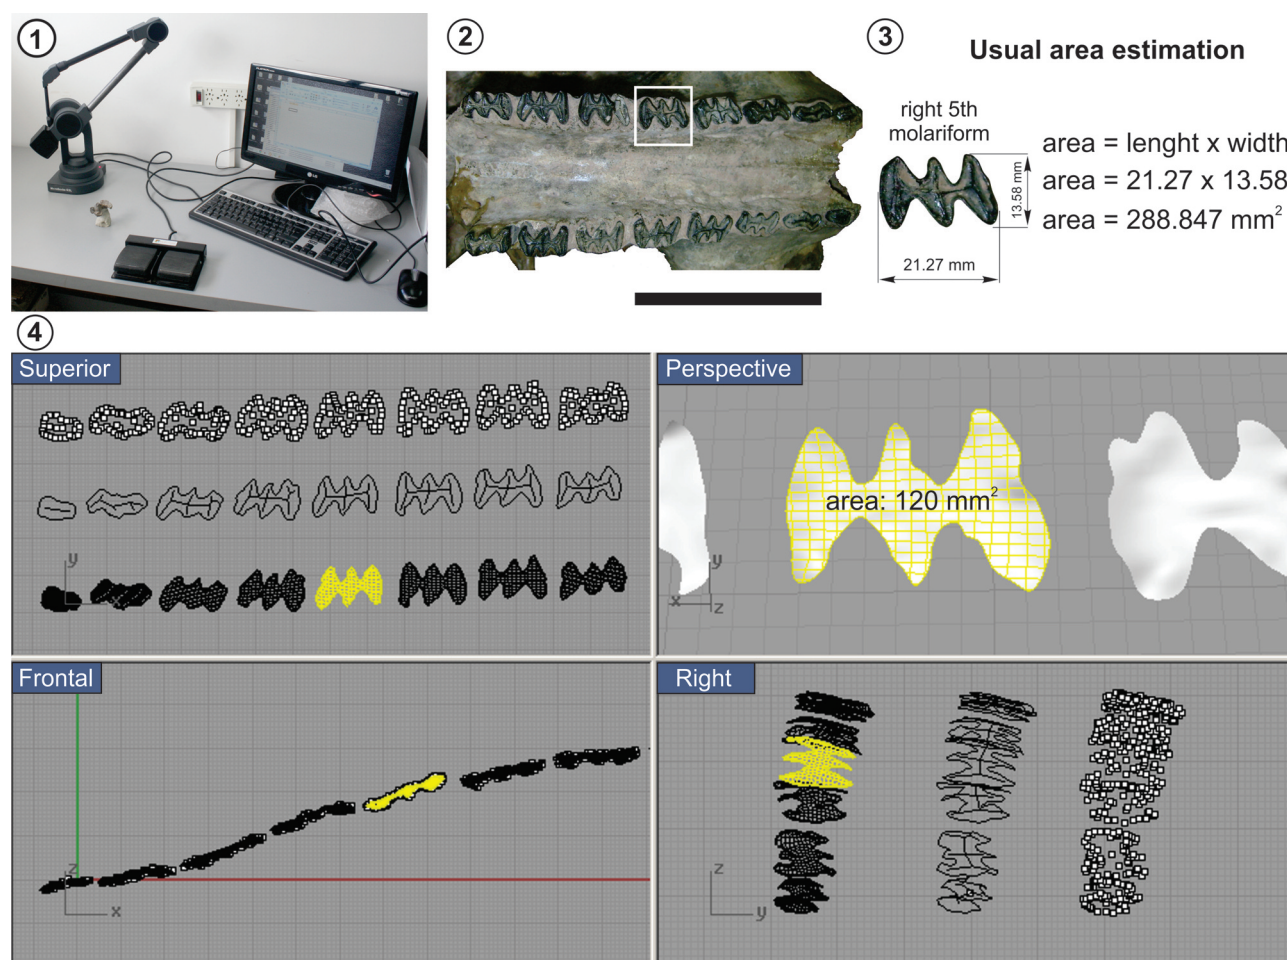 1
2
3
Usual area estimation
right 5th
molariform
area = lenght x width
area = 21.27 x 13.58
area = 288.847 mm²
13.58 mm
21.27 mm
LG
4
Superior
y
Perspective
area: 120 mm²
y
x
z
Frontal
z
x
Right
z
y